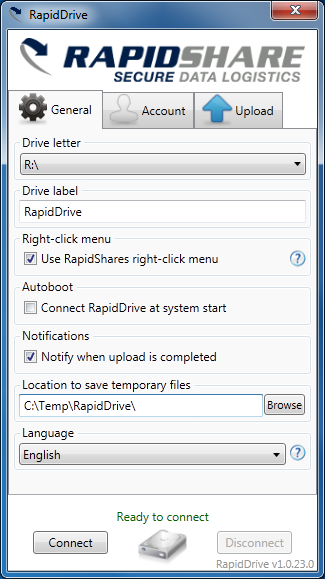 RapidDrive
RAPIDSHARE
SECURE DATA LOGISTICS
General Account Upload
Drive letter
R:\
Drive label
RapidDrive
Right-click menu
Use RapidShares right-click menu
?
Autoboot
Connect RapidDrive at system start
Notifications
Notify when upload is completed
Location to save temporary files
C:\Temp\RapidDrive\ Browse
Language
English
?
Ready to connect
Connect Disconnect
RapidDrive v1.0.23.0